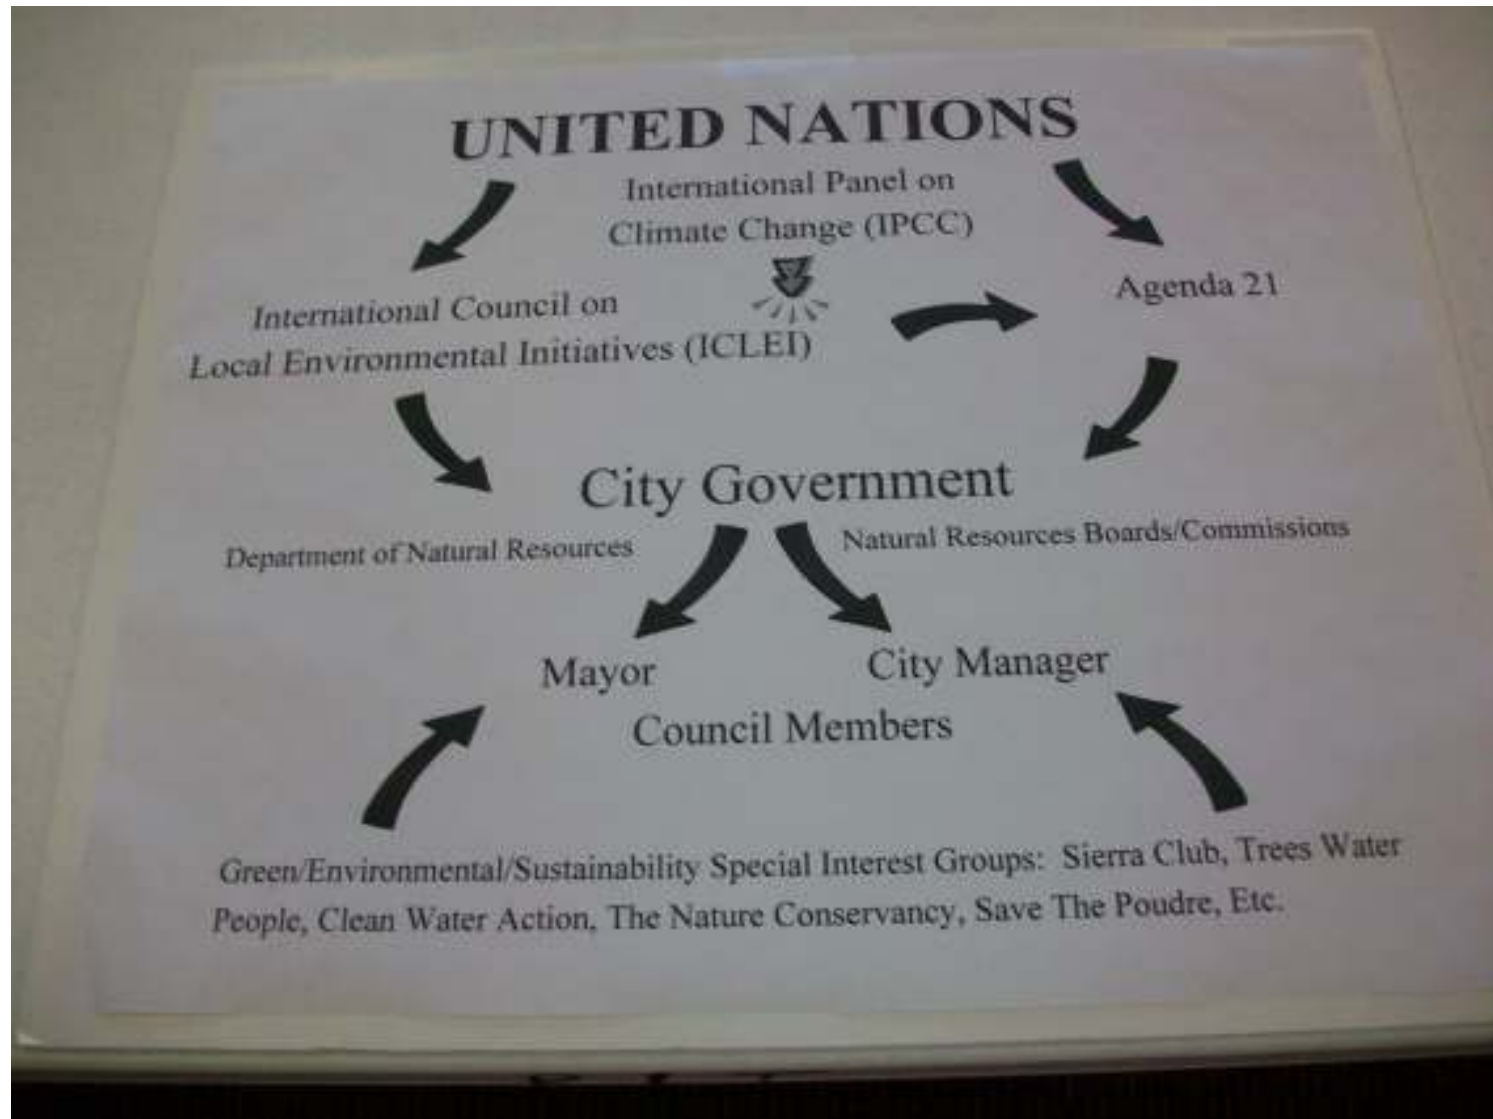 UNITED NATIONS
International Panel on
Climate Change (IPCC)
Agenda 21
International Council on
Local Environmental Initiatives (ICLEI)
City Government
Department of Natural Resources
Natural Resources Boards/Commissions
Mayor
City Manager
Council Members
Green/Environmental/Sustainability Special Interest Groups: Sierra Club, Trees Water
People, Clean Water Action, The Nature Conservancy, Save The Poudre, Etc.